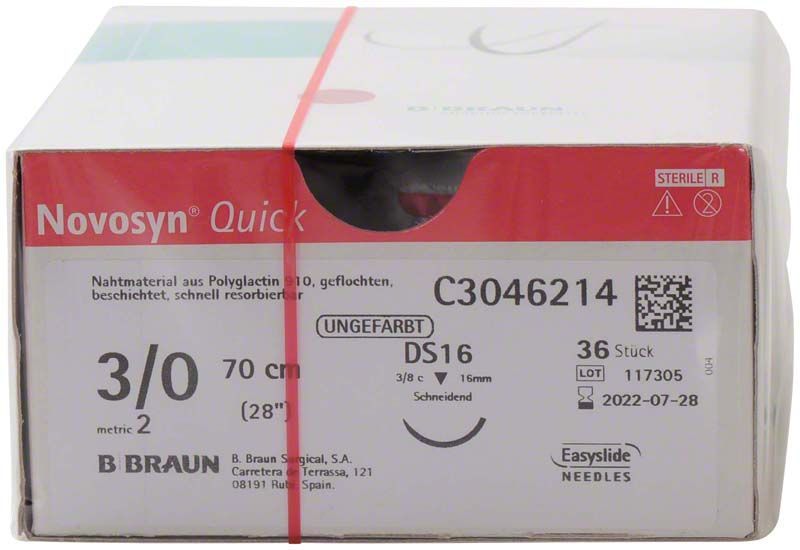 B BRAUN
STERILE R
Novosyn® Quick
Nahtmaterial aus Polyglactin 910, geflochten,
beschichtet, schnell resorbierbar
C3046214
UNGEFÄRBT
3/0 70 cm
(28")
metric 2
DS16
3/8 c 16mm
Schneidend
36 Stück
LOT 117305
2022-07-28
004
B BRAUN
B. Braun Surgical, S.A.
Carretera de Terrassa, 121
08191 Rubí, Spain.
Easyslide
NEEDLES